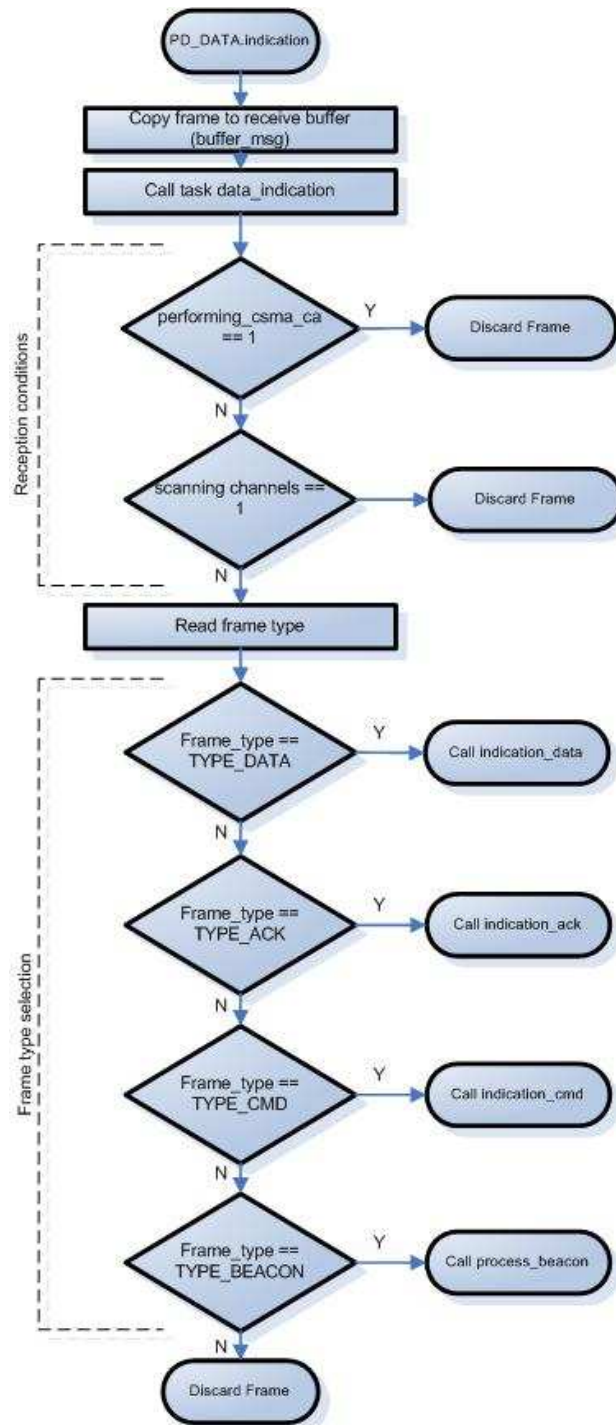 PD_DATA.indication
Copy frame to receive buffer
(buffer_msg)
Call task data_indication
Reception conditions
performing_csma_ca
== 1
Y
Discard Frame
N
scanning channels ==
1
Discard Frame
N
Read frame type
Frame type selection
Frame_type ==
TYPE_DATA
Y
Call indication_data
N
Frame_type ==
TYPE_ACK
Y
Call indication_ack
N
Frame_type ==
TYPE_CMD
Y
Call indication_cmd
N
Frame_type ==
TYPE_BEACON
Y
Call process_beacon
N
Discard Frame